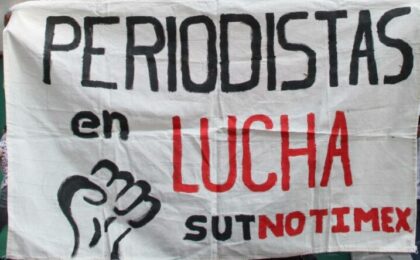 PERIODISTAS
en LUCHA
SUTNOTIMEX